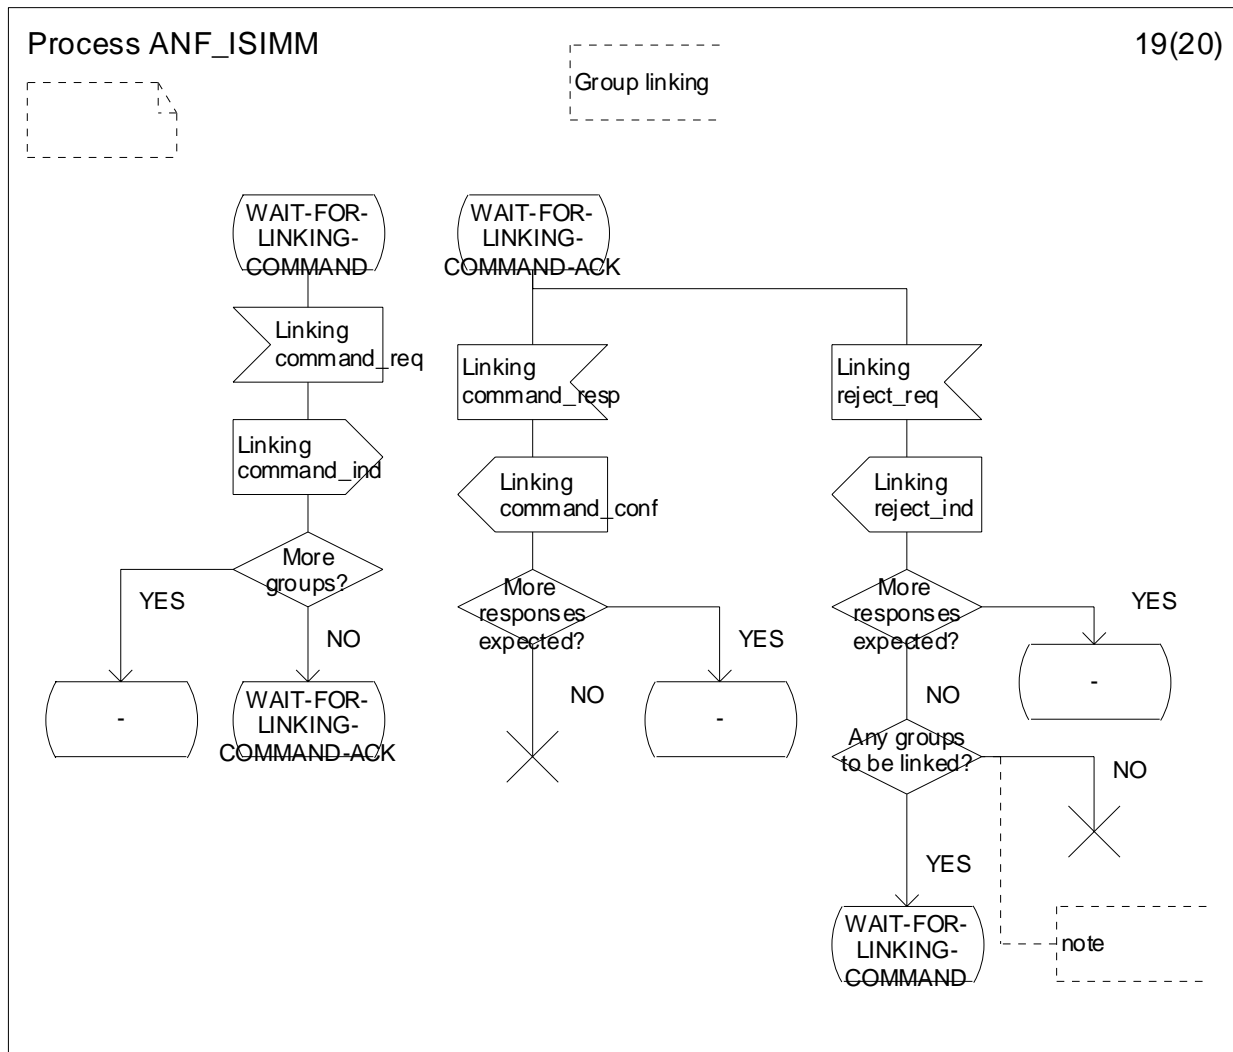 Process ANF_ISIMM
19(20)
Group linking
WAIT-FOR-
LINKING-
COMMAND
Linking
command_req
Linking
command_ind
More
groups?
YES
NO
-
WAIT-FOR-
LINKING-
COMMAND-ACK
WAIT-FOR-
LINKING-
COMMAND-ACK
Linking
command_resp
Linking
command_conf
More
responses
expected?
YES
NO
-
Linking
reject_req
Linking
reject_ind
More
responses
expected?
YES
-
NO
Any groups
to be linked?
NO
YES
WAIT-FOR-
LINKING-
COMMAND
note